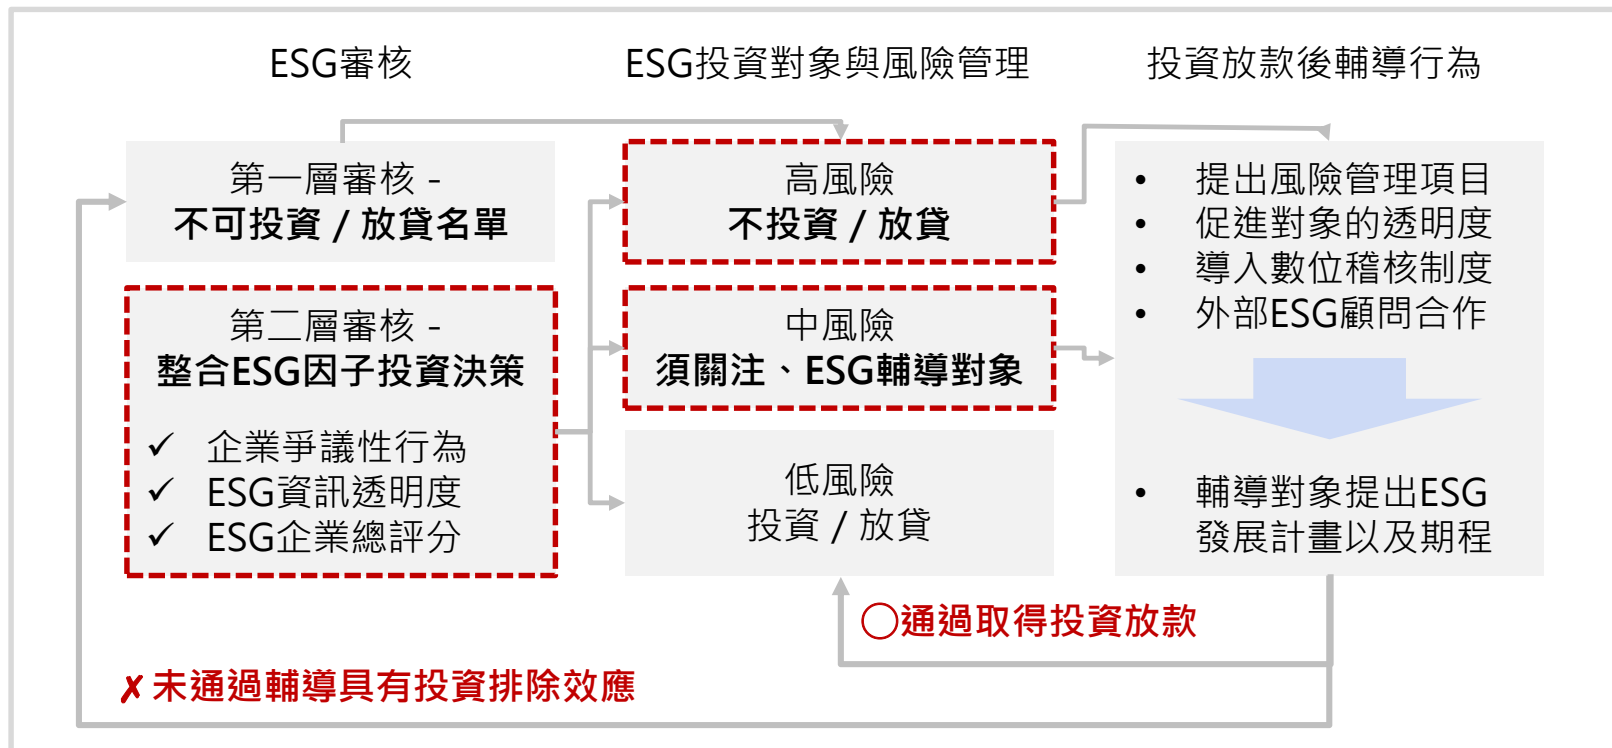 ESG審核
ESG投資對象與風險管理
投資放款後輔導行為
第一層審核 -
不可投資 / 放貸名單
第二層審核 -
整合ESG因子投資決策
✓ 企業爭議性行為
✓ ESG資訊透明度
✓ ESG企業總評分
高風險
不投資 / 放貸
中風險
須關注、ESG輔導對象
低風險
投資 / 放貸
• 提出風險管理項目
• 促進對象的透明度
• 導入數位稽核制度
• 外部ESG顧問合作
• 輔導對象提出ESG
發展計畫以及期程
◯通過取得投資放款
✗ 未通過輔導具有投資排除效應